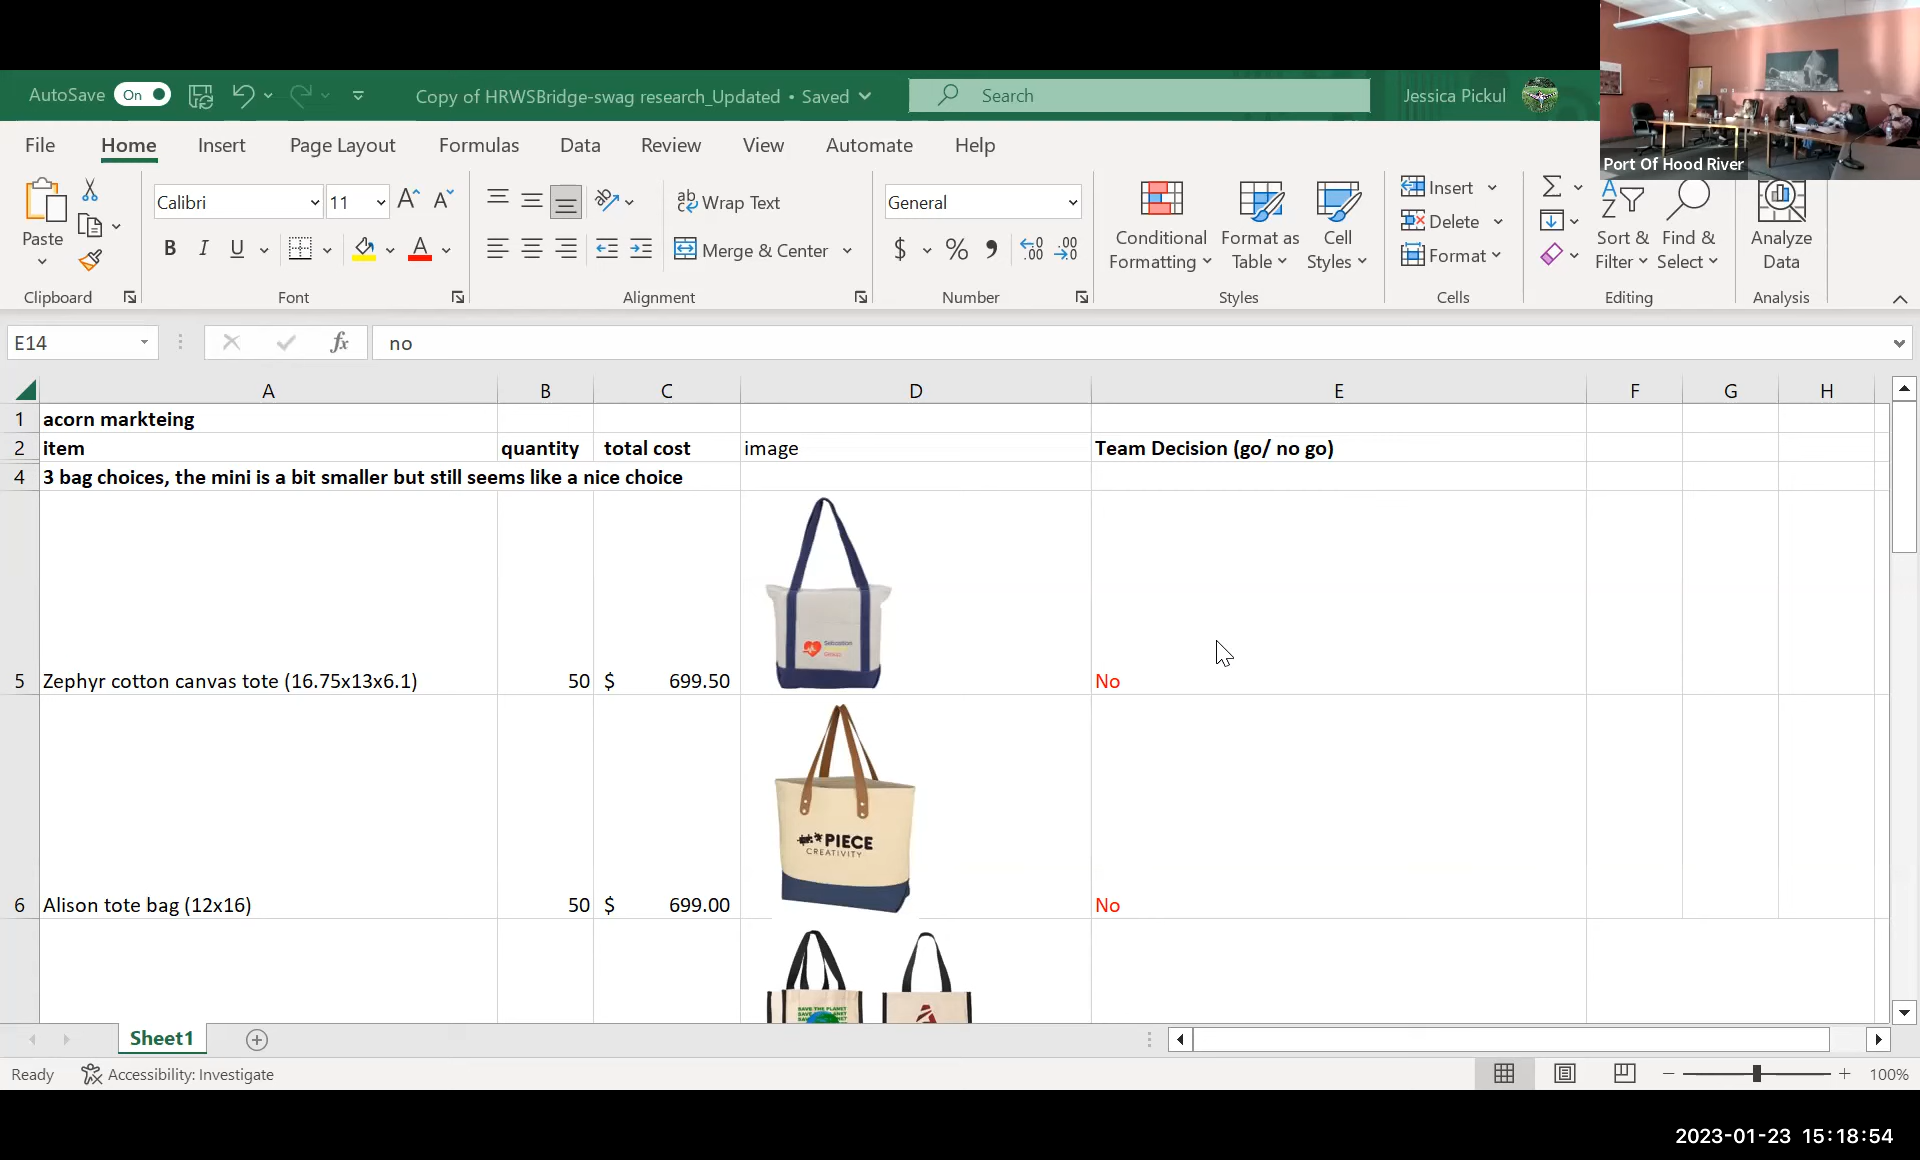 AutoSave On Copy of HRWSBridge-swag research_Updated • Saved Search Jessica Pickul
Port Of Hood River
File Home Insert Page Layout Formulas Data Review View Automate Help
Paste
Clipboard
Calibri 11
B I U A
Font
ab Wrap Text
Merge & Center
Alignment
General
$ % , .00
Number
Conditional Formatting
Format as Table
Cell Styles
Styles
Insert
Delete
Format
Cells
Sort & Filter
Find & Select
Editing
Analyze Data
Analysis
E14 fx no
A B C D E F G H
1 acorn markteing
2 item quantity total cost image Team Decision (go/ no go)
4 3 bag choices, the mini is a bit smaller but still seems like a nice choice
5 Zephyr cotton canvas tote (16.75x13x6.1) 50 $ 699.50 No
PIECE
CREATIVITY
6 Alison tote bag (12x16) 50 $ 699.00 No
SAVE THE PLANET
Sheet1
Ready Accessibility: Investigate 100%
2023-01-23 15:18:54